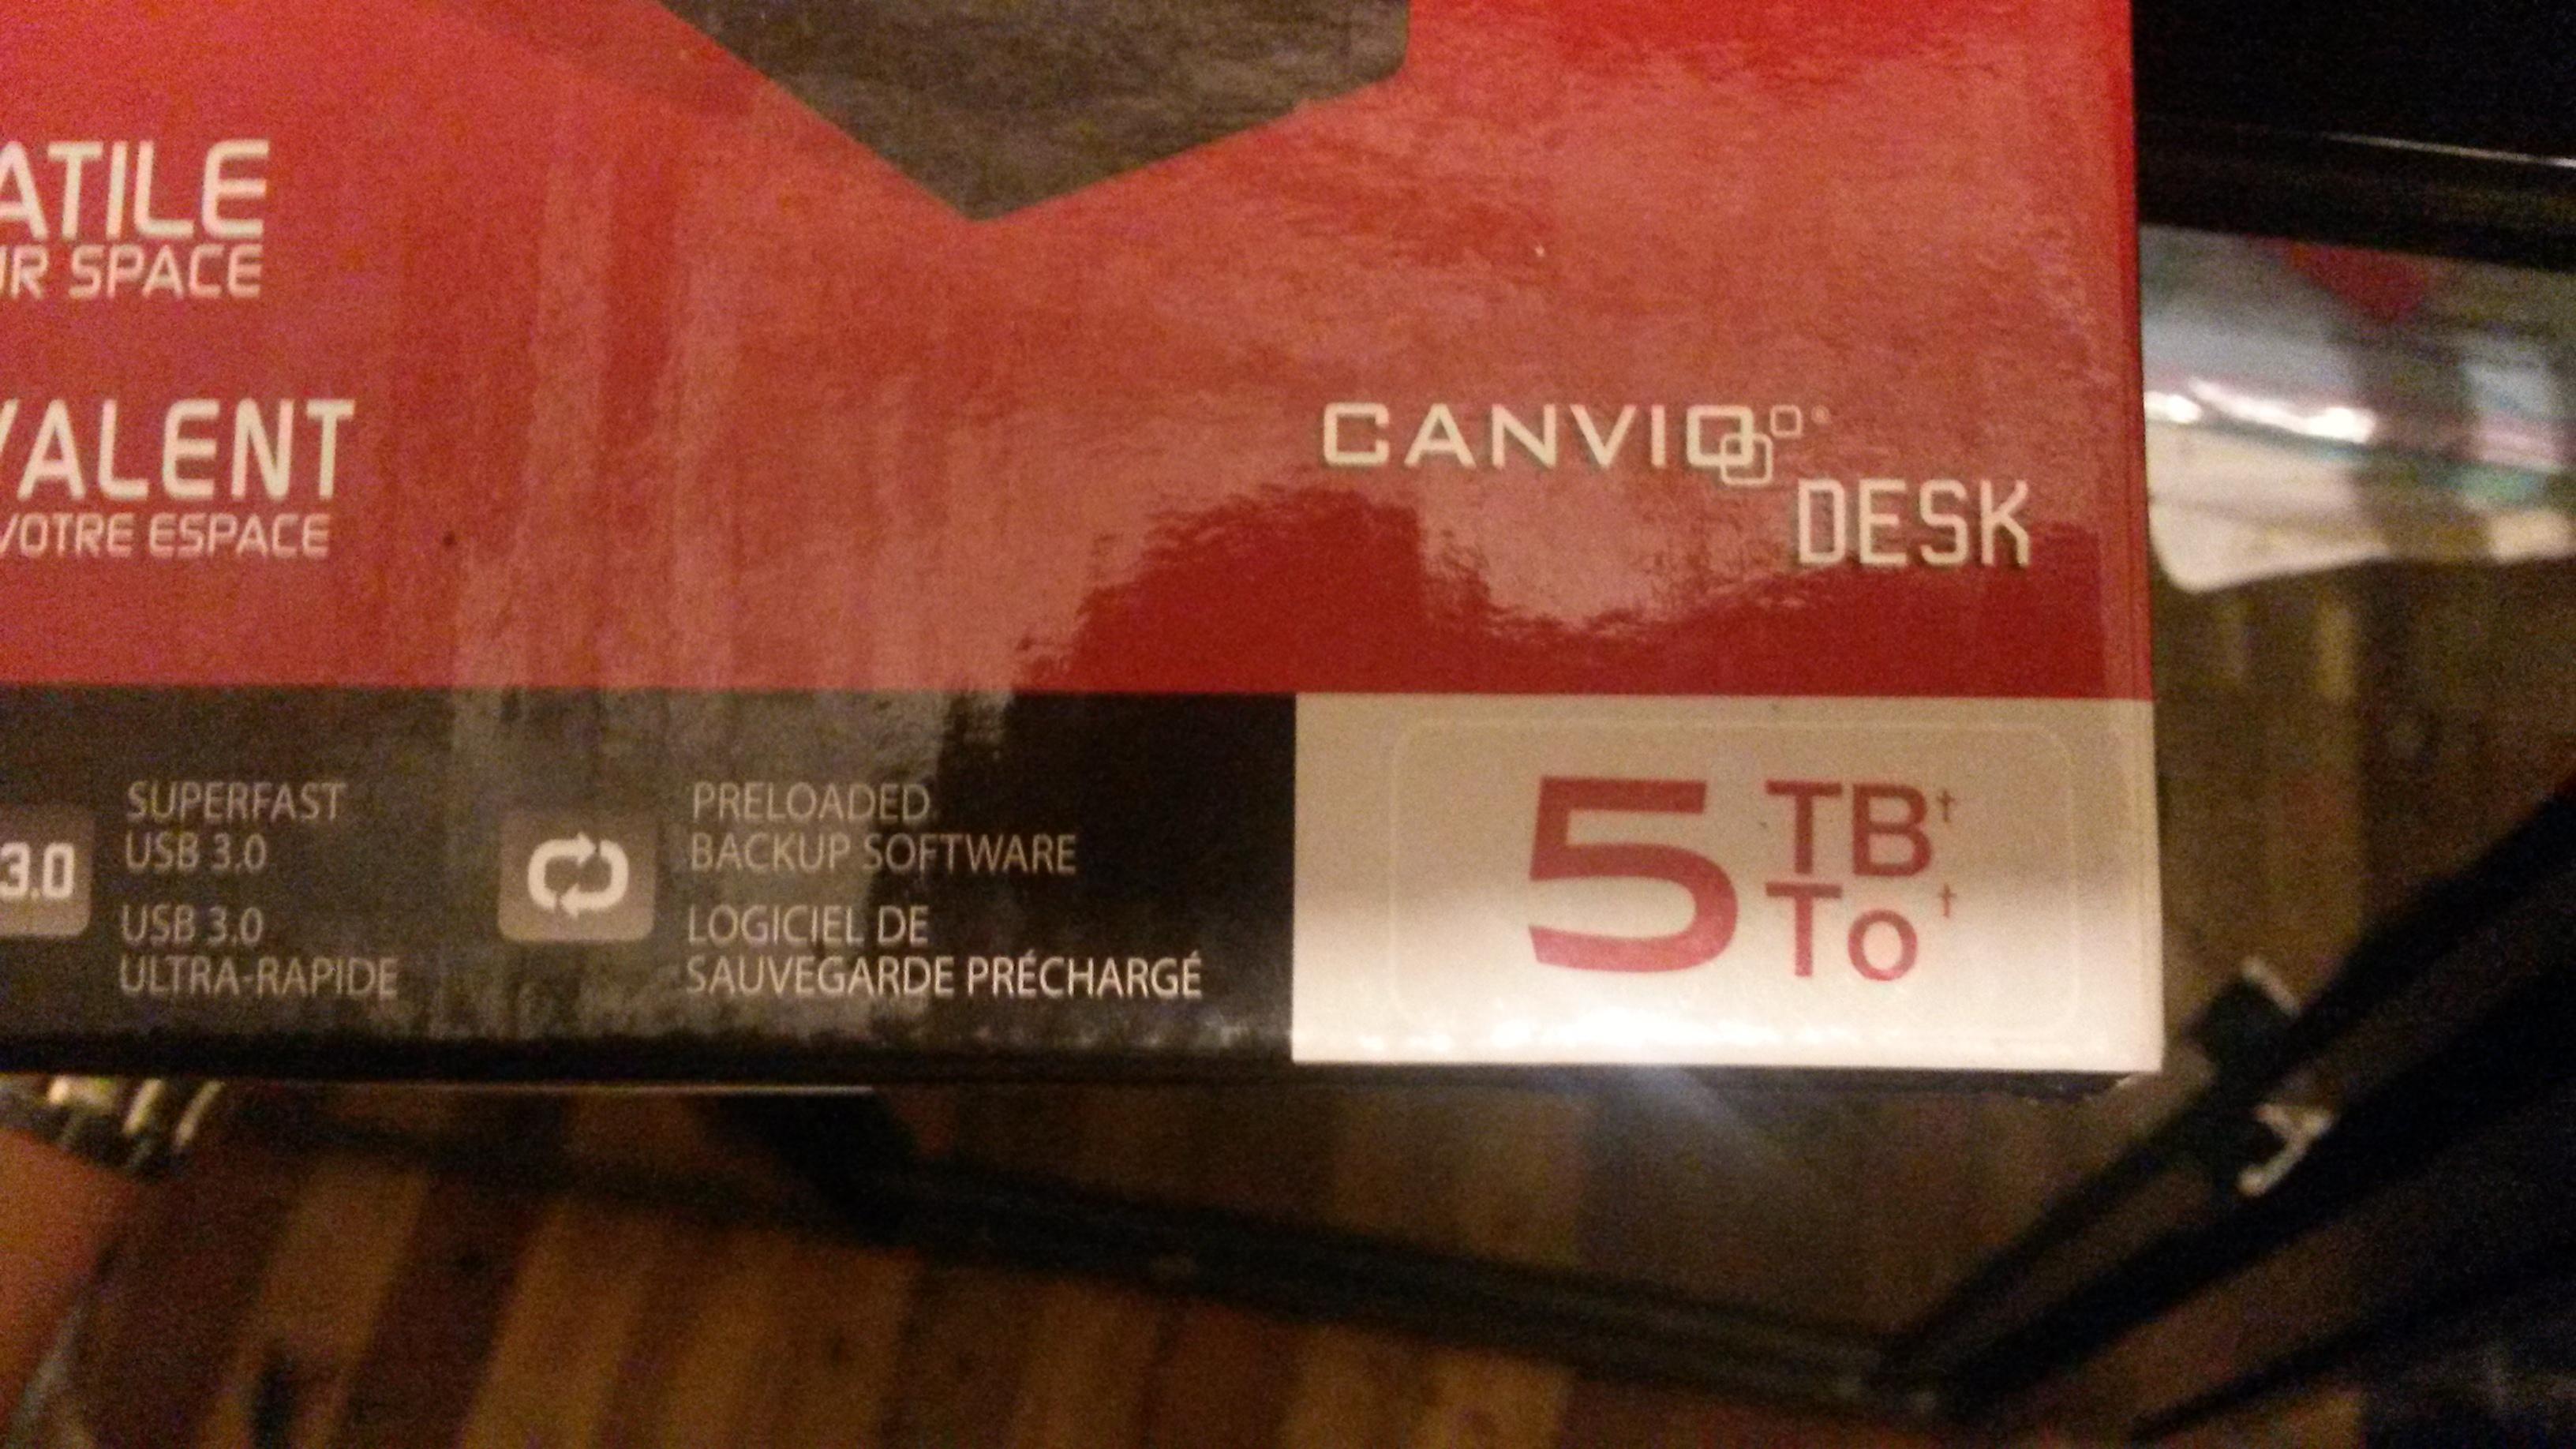 ATILE
UR SPACE
VALENT
VOTRE ESPACE
CANVIO®
DESK
3.0
SUPERFAST
USB 3.0
USB 3.0
ULTRA-RAPIDE
PRELOADED
BACKUP SOFTWARE
LOGICIEL DE
SAUVEGARDE PRÉCHARGÉ
5 TB†
To†